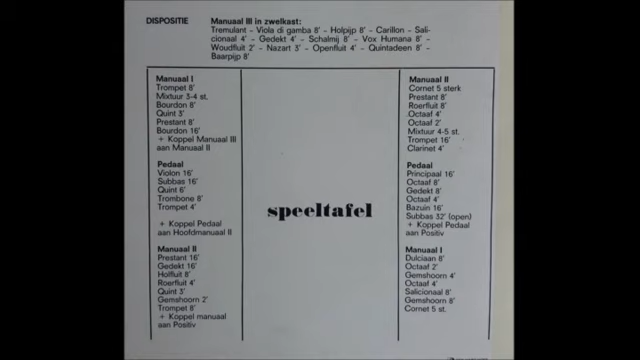 DISPOSITIE
Manuaal III in zwelkast:
Tremulant – Viola di gamba 8' – Holpijp 8' – Carillon – Sali-
cionaal 4' – Gedekt 4' – Schalmij 8' – Vox Humana 8' –
Woudfluit 2' – Nazart 3' – Openfluit 4' – Quintadeen 8' –
Baarpijp 8'
Manuaal I
Trompet 8'
Mixtuur 3-4 st.
Bourdon 8'
Quint 3'
Prestant 8'
Bourdon 16'
+ Koppel Manuaal III
aan Manuaal II
Pedaal
Violon 16'
Subbas 16'
Quint 6'
Trombone 8'
Trompet 4'
+ Koppel Pedaal
aan Hoofdmanuaal II
Manuaal II
Prestant 16'
Gedekt 16'
Holfluit 8'
Roerfluit 4'
Quint 3'
Gemshoorn 2'
Trompet 8'
+ Koppel manuaal
aan Positiv
speeltafel
Manuaal II
Cornet 5 sterk
Prestant 8'
Roerfluit 8'
Octaaf 4'
Octaaf 2'
Mixtuur 4-5 st.
Trompet 16'
Clarinet 4'
Pedaal
Principaal 16'
Octaaf 8'
Gedekt 8'
Octaaf 4'
Bazuin 16'
Subbas 32' (open)
+ Koppel Pedaal
aan Positiv
Manuaal I
Dulciaan 8'
Octaaf 2'
Gemshoorn 4'
Octaaf 4'
Salicionaal 8'
Gemshoorn 8'
Cornet 5 st.